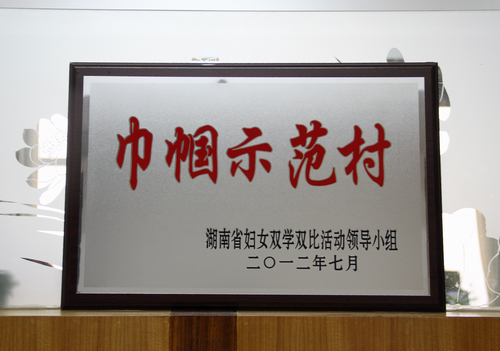 巾帼示范村
湖南省妇女双学双比活动领导小组
二〇一二年七月